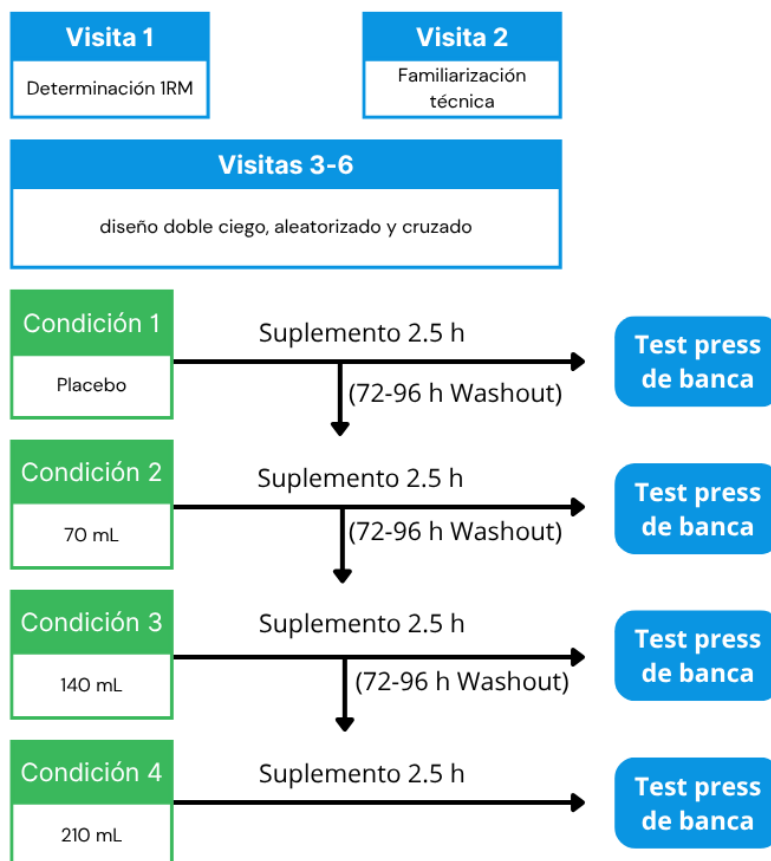 Visita 1
Determinación 1RM
Visita 2
Familiarización
técnica
Visitas 3-6
diseño doble ciego, aleatorizado y cruzado
Condición 1
Placebo
Suplemento 2.5 h
(72-96 h Washout)
Test press
de banca
Condición 2
70 mL
Suplemento 2.5 h
(72-96 h Washout)
Test press
de banca
Condición 3
140 mL
Suplemento 2.5 h
(72-96 h Washout)
Test press
de banca
Condición 4
210 mL
Suplemento 2.5 h
Test press
de banca